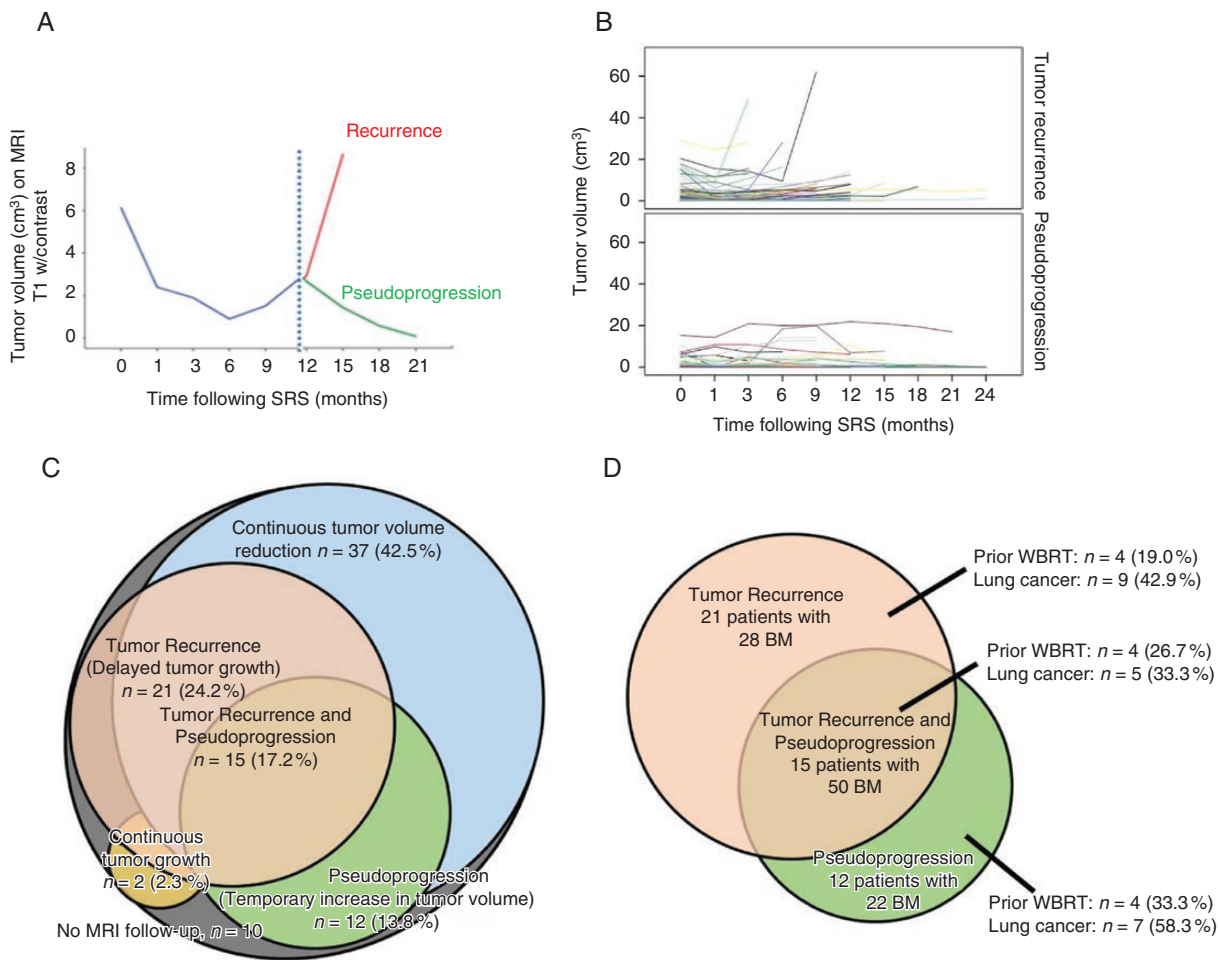 A
Tumor volume (cm³) on MRI
T1 w/contrast
8
6
4
2
0
Recurrence
Pseudoprogression
0 1 3 6 9 12 15 18 21
Time following SRS (months)
B
Tumor volume (cm³)
60
40
20
0
Tumor recurrence
60
40
20
0
Pseudoprogression
0 1 3 6 9 12 15 18 21 24
Time following SRS (months)
C
Continuous tumor volume
reduction n = 37 (42.5%)
Tumor Recurrence
(Delayed tumor growth)
n = 21 (24.2%)
Tumor Recurrence and
Pseudoprogression
n = 15 (17.2%)
Continuous
tumor growth
n = 2 (2.3%)
Pseudoprogression
(Temporary increase in tumor volume)
n = 12 (13.8%)
No MRI follow-up, n = 10
D
Tumor Recurrence
21 patients with
28 BM
Prior WBRT: n = 4 (19.0%)
Lung cancer: n = 9 (42.9%)
Tumor Recurrence and
Pseudoprogression
15 patients with
50 BM
Prior WBRT: n = 4 (26.7%)
Lung cancer: n = 5 (33.3%)
Pseudoprogression
12 patients with
22 BM
Prior WBRT: n = 4 (33.3%)
Lung cancer: n = 7 (58.3%)